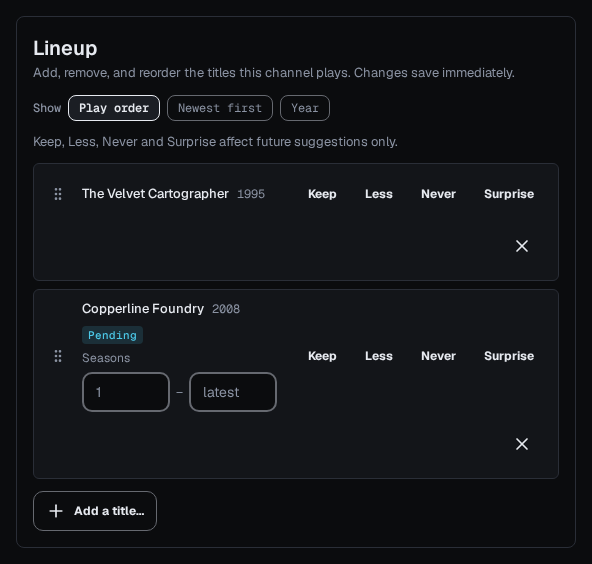 Lineup
Add, remove, and reorder the titles this channel plays. Changes save immediately.
Show Play order Newest first Year
Keep, Less, Never and Surprise affect future suggestions only.
The Velvet Cartographer 1995 Keep Less Never Surprise
Copperline Foundry 2008
Pending
Seasons
Keep Less Never Surprise
1 – latest
Add a title...